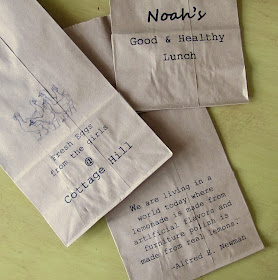 Noah's
Good & Healthy
Lunch
Fresh Eggs
from the girls
@
Cottage Hill
We are living in a
world today where
lemonade is made from
artificial flavors and
furniture polish is
made from real lemons.
-Alfred E. Newman